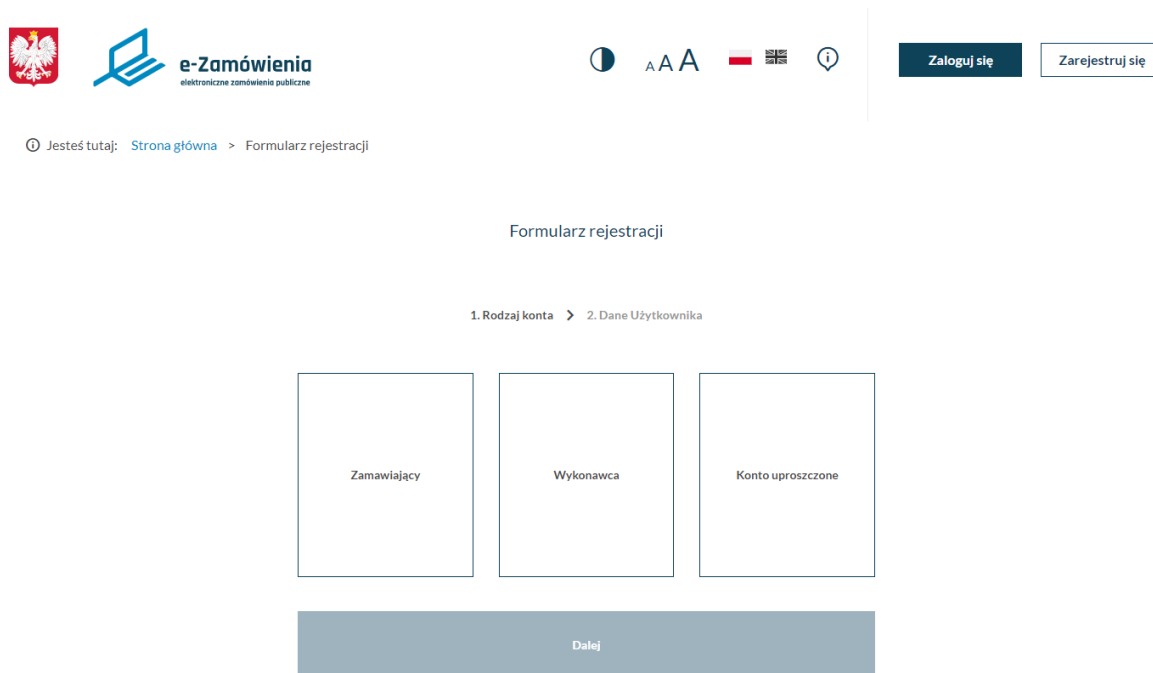 e-Zamówienia
elektroniczne zamówienia publiczne
A A A
Zaloguj się
Zarejestruj się
Jesteś tutaj: Strona główna > Formularz rejestracji
Formularz rejestracji
1. Rodzaj konta > 2. Dane Użytkownika
Zamawiający
Wykonawca
Konto uproszczone
Dalej